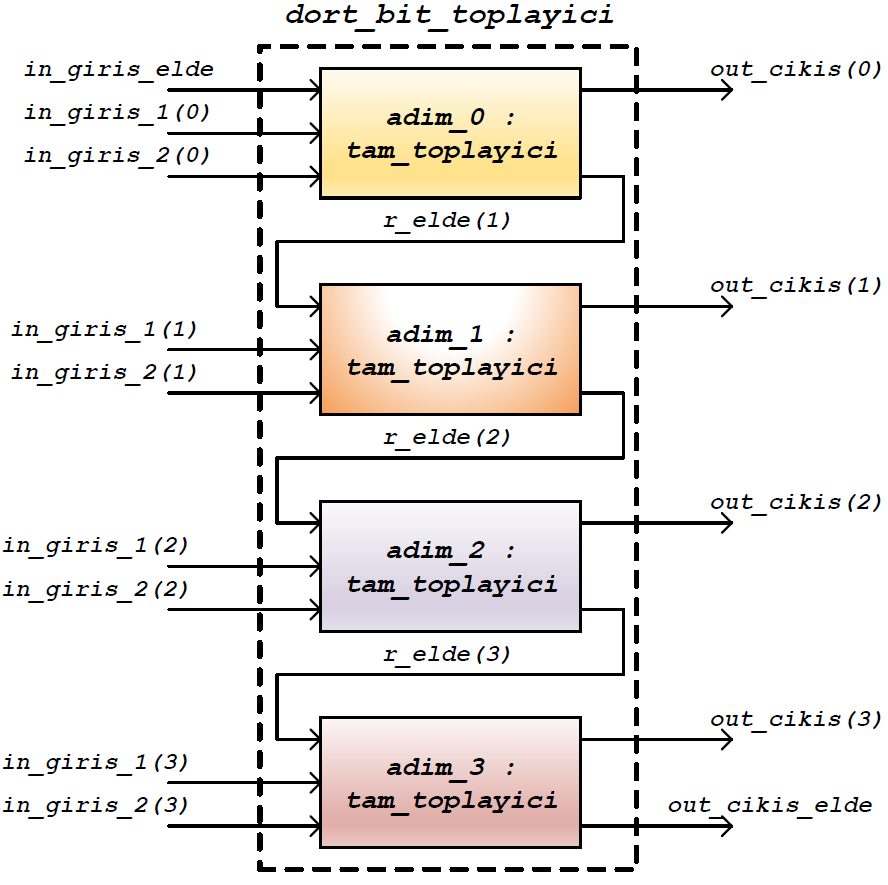 dort_bit_toplayici
in_giris_elde
in_giris_1(0)
in_giris_2(0)
adim_0 :
tam_toplayici
out_cikis(0)
r_elde(1)
in_giris_1(1)
in_giris_2(1)
adim_1 :
tam_toplayici
out_cikis(1)
r_elde(2)
in_giris_1(2)
in_giris_2(2)
adim_2 :
tam_toplayici
out_cikis(2)
r_elde(3)
in_giris_1(3)
in_giris_2(3)
adim_3 :
tam_toplayici
out_cikis(3)
out_cikis_elde